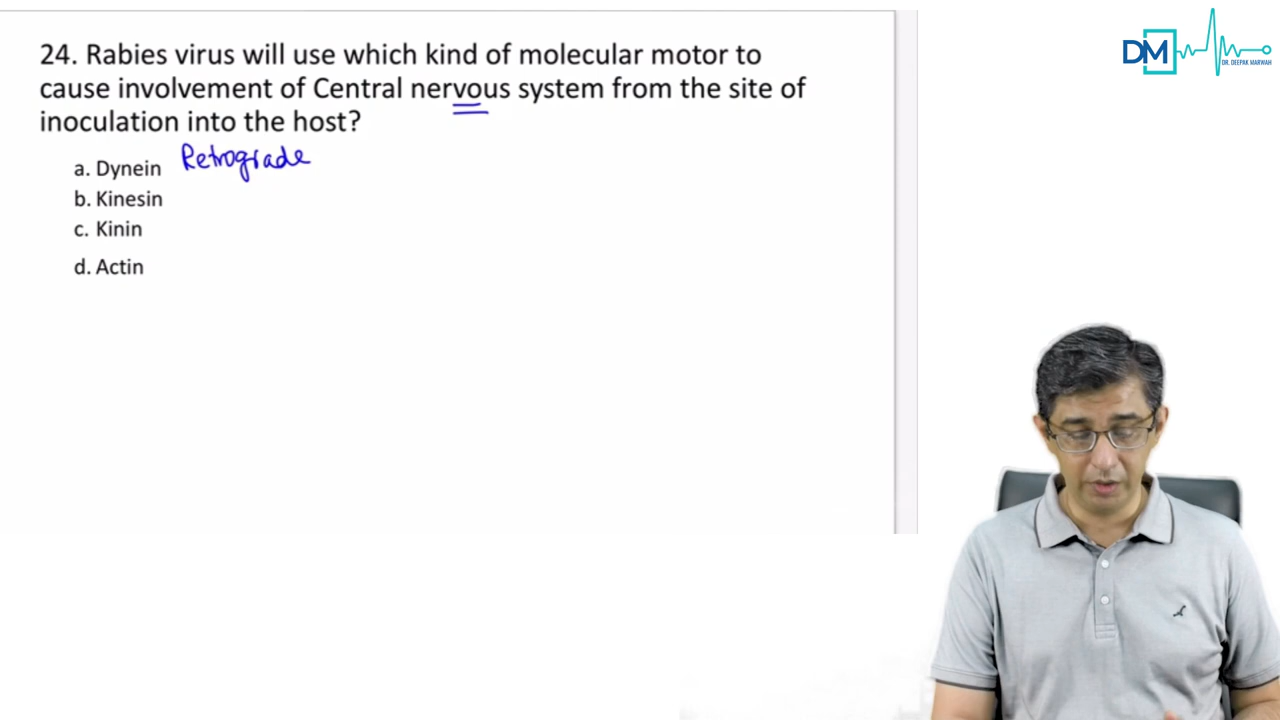 24. Rabies virus will use which kind of molecular motor to
cause involvement of Central nervous system from the site of
inoculation into the host?
a. Dynein Retrograde
b. Kinesin
c. Kinin
d. Actin
DM
DR. DEEPAK MARWAH